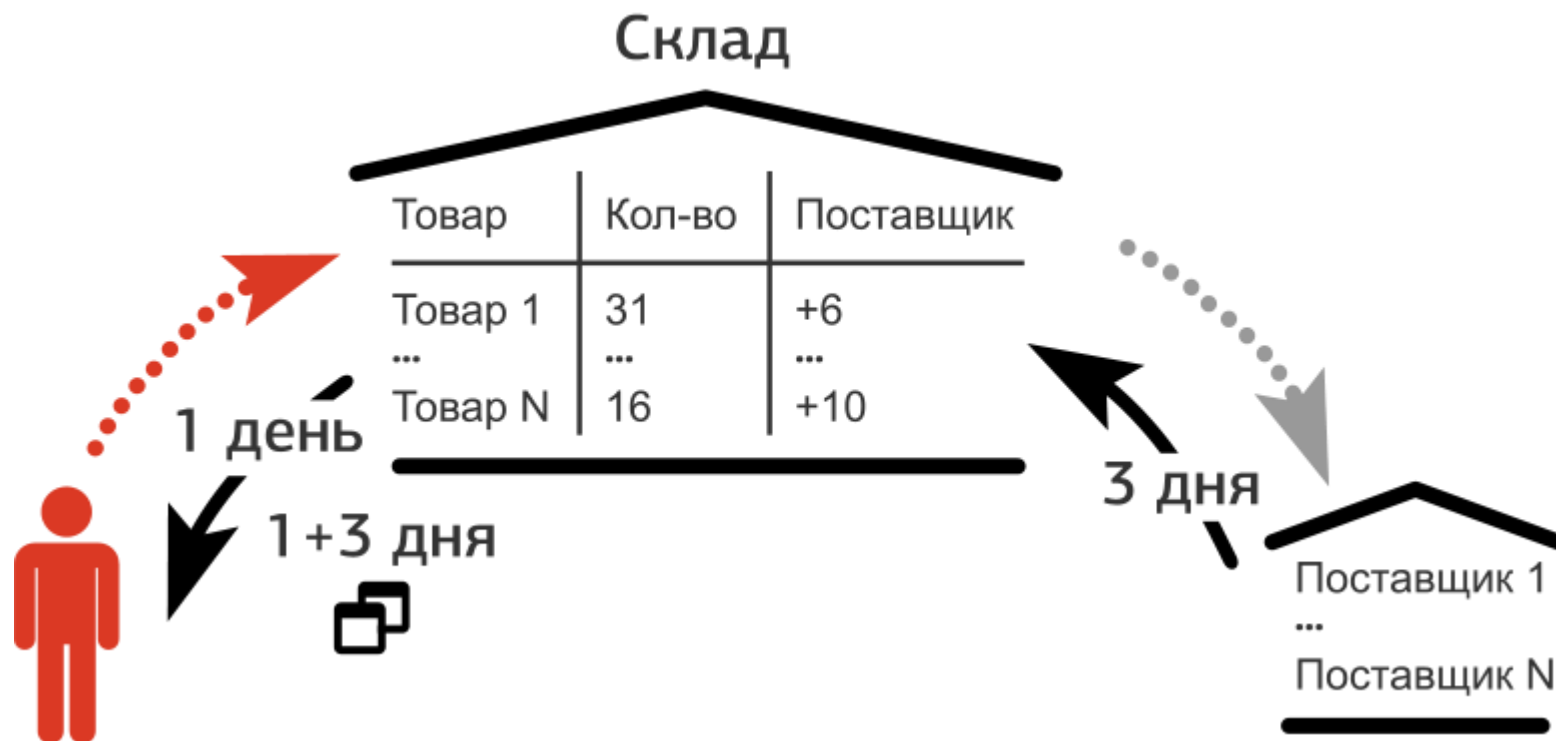 Склад
Товар Кол-во Поставщик
Товар 1 31 +6
... ... ...
Товар N 16 +10
1 день
1+3 дня
3 дня
Поставщик 1
...
Поставщик N